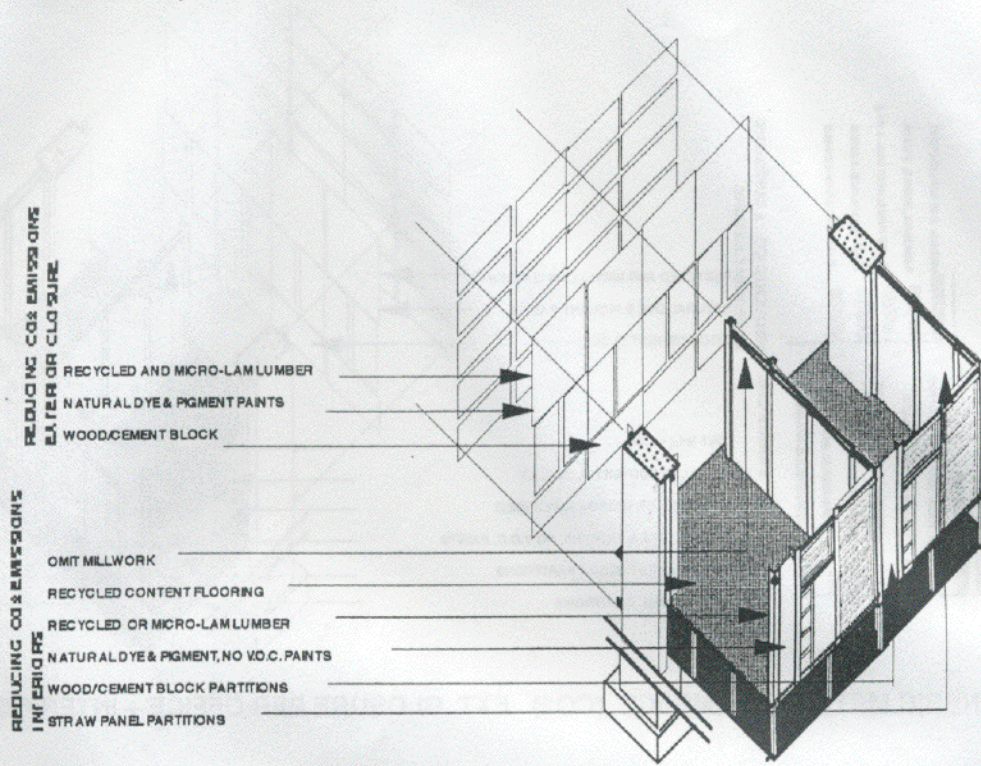 REDUCING CO2 EMISSIONS
EXTERIOR CLOSURE
RECYCLED AND MICRO-LAM LUMBER
NATURAL DYE & PIGMENT PAINTS
WOOD/CEMENT BLOCK
REDUCING CO2 EMISSIONS
INTERIORS
OMIT MILLWORK
RECYCLED CONTENT FLOORING
RECYCLED OR MICRO-LAM LUMBER
NATURAL DYE & PIGMENT, NO V.O.C. PAINTS
WOOD/CEMENT BLOCK PARTITIONS
STRAW PANEL PARTITIONS